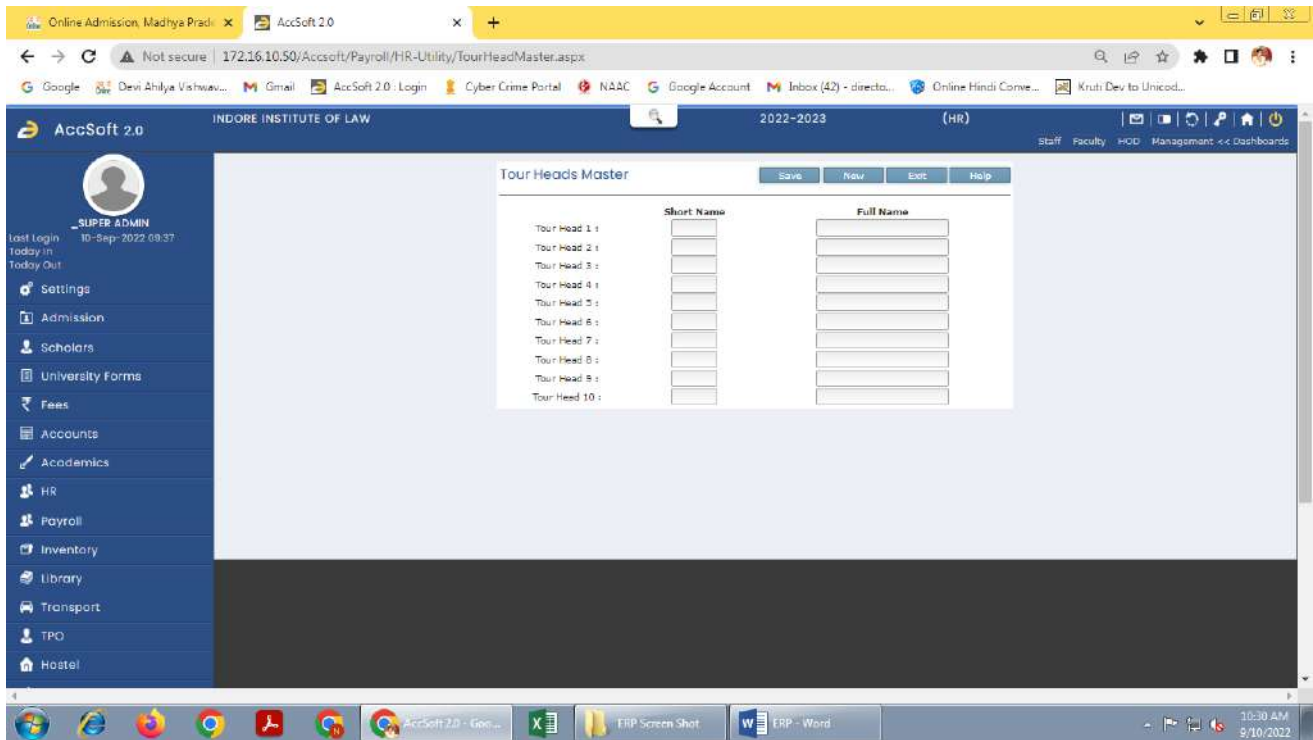 Online Admission, Madhya Prade
AccSoft 2.0
Not secure 172.16.10.50/Accsoft/Payroll/HR-Utility/TourHeadMaster.aspx
Google Devi Ahilya Vishwav... Gmail AccSoft 2.0 : Login Cyber Crime Portal NAAC Google Account Inbox (42) - directo... Online Hindi Conve... Kruti Dev to Unicod...
AccSoft 2.0
INDORE INSTITUTE OF LAW 2022-2023 (HR)
Staff Faculty HOD Management << Dashboards
_SUPER ADMIN
Last Login 10-Sep-2022 09:37
Today In
Today Out
Settings
Admission
Scholars
University Forms
Fees
Accounts
Academics
HR
Payroll
Inventory
Library
Transport
TPO
Hostel
Tour Heads Master Save New Exit Help
Short Name Full Name
Tour Head 1 :
Tour Head 2 :
Tour Head 3 :
Tour Head 4 :
Tour Head 5 :
Tour Head 6 :
Tour Head 7 :
Tour Head 8 :
Tour Head 9 :
Tour Head 10 :
AccSoft 2.0 - Goo... ERP Screen Shot ERP - Word
10:30 AM
9/10/2022